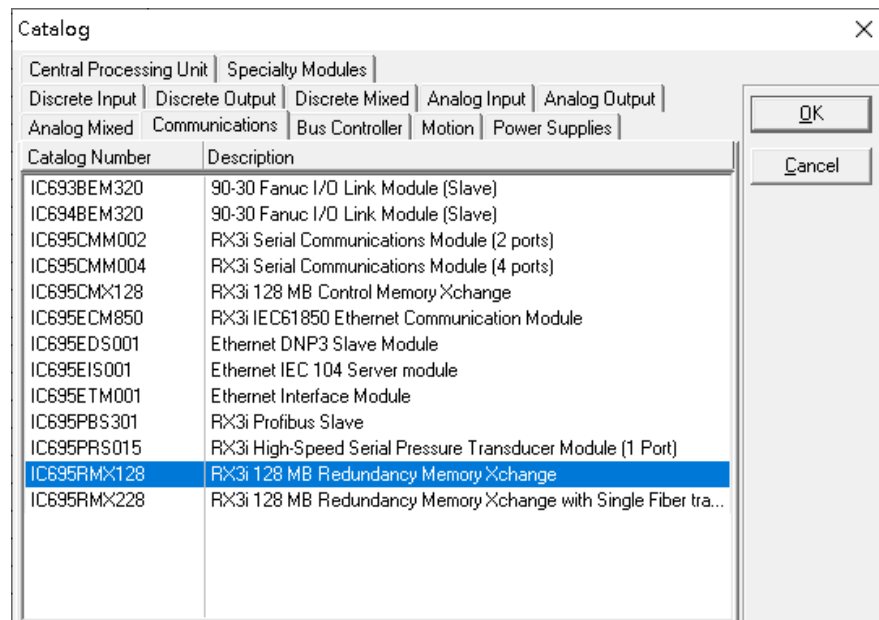 Catalog
Central Processing Unit Specialty Modules
Discrete Input Discrete Output Discrete Mixed Analog Input Analog Output
Analog Mixed Communications Bus Controller Motion Power Supplies
OK
Cancel
Catalog Number Description
IC693BEM320 90-30 Fanuc I/O Link Module (Slave)
IC694BEM320 90-30 Fanuc I/O Link Module (Slave)
IC695CMM002 RX3i Serial Communications Module (2 ports)
IC695CMM004 RX3i Serial Communications Module (4 ports)
IC695CMX128 RX3i 128 MB Control Memory Xchange
IC695ECM850 RX3i IEC61850 Ethernet Communication Module
IC695EDS001 Ethernet DNP3 Slave Module
IC695EIS001 Ethernet IEC 104 Server module
IC695ETM001 Ethernet Interface Module
IC695PBS301 RX3i Profibus Slave
IC695PRS015 RX3i High-Speed Serial Pressure Transducer Module (1 Port)
IC695RMX128 RX3i 128 MB Redundancy Memory Xchange
IC695RMX228 RX3i 128 MB Redundancy Memory Xchange with Single Fiber tra...